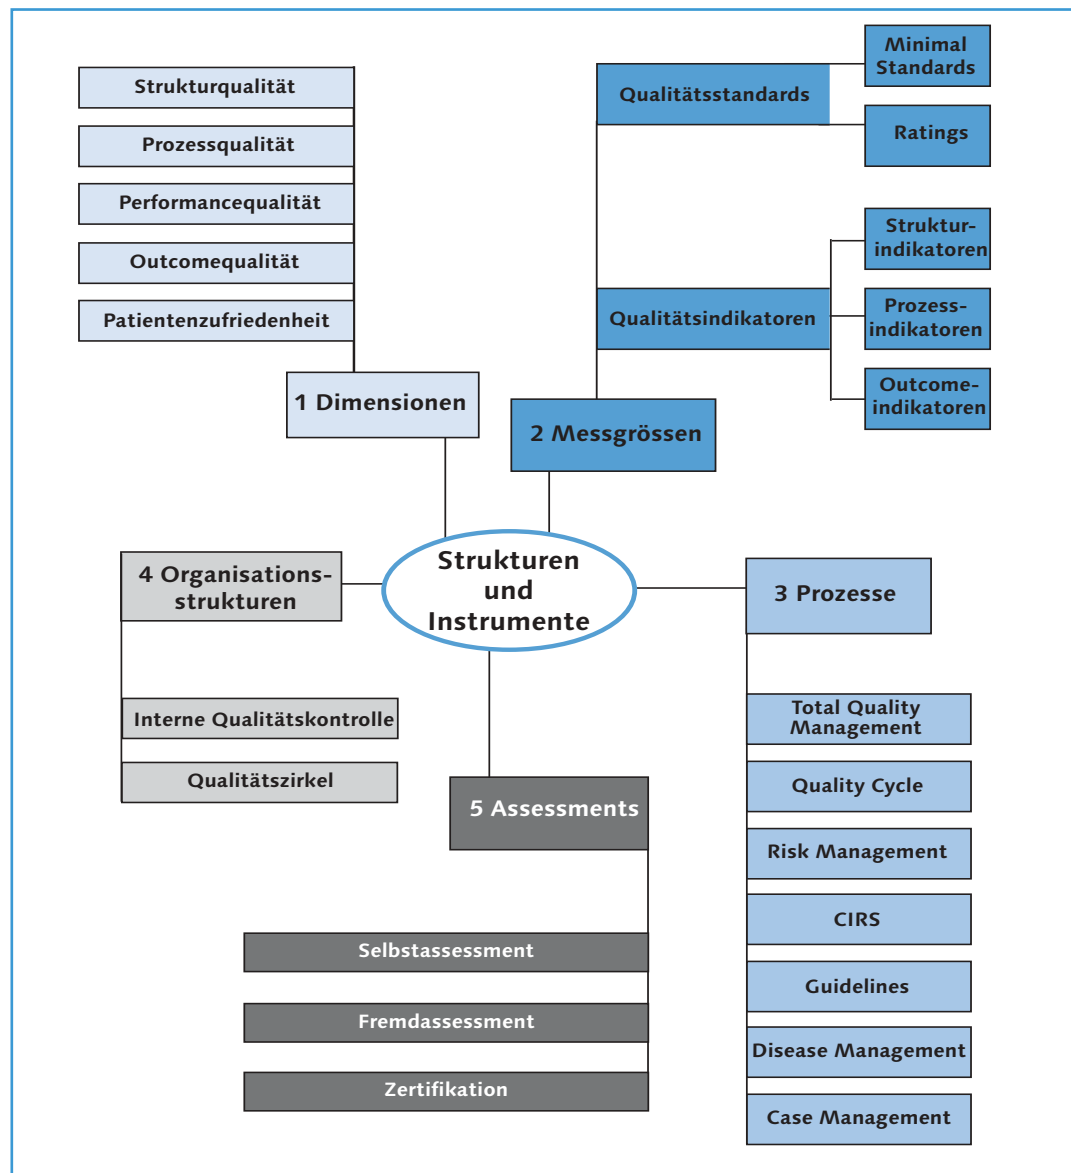 Strukturqualität
Prozessqualität
Performancequalität
Outcomequalität
Patientenzufriedenheit
1 Dimensionen
Minimal
Standards
Qualitätsstandards
Ratings
Struktur-
indikatoren
Qualitätsindikatoren
Prozess-
indikatoren
Outcome-
indikatoren
2 Messgrössen
Strukturen
und
Instrumente
4 Organisations-
strukturen
Interne Qualitätskontrolle
Qualitätszirkel
3 Prozesse
Total Quality
Management
Quality Cycle
Risk Management
CIRS
Guidelines
Disease Management
Case Management
5 Assessments
Selbstassessment
Fremdassessment
Zertifikation